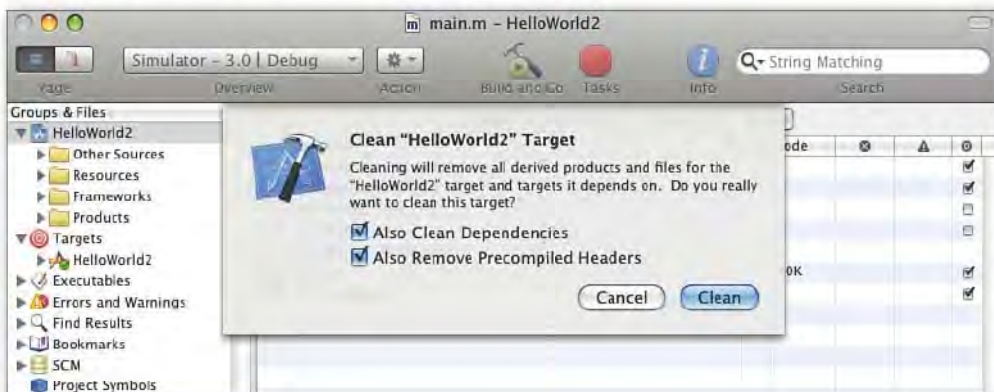 main.m – HelloWorld2
Simulator – 3.0 | Debug
String Matching
Page
Overview
Action
Build and Go
Tasks
Info
Search
Groups & Files
HelloWorld2
Other Sources
Resources
Frameworks
Products
Targets
HelloWorld2
Executables
Errors and Warnings
Find Results
Bookmarks
SCM
Project Symbols
Clean "HelloWorld2" Target
Cleaning will remove all derived products and files for the
"HelloWorld2" target and targets it depends on. Do you really
want to clean this target?
Also Clean Dependencies
Also Remove Precompiled Headers
Cancel
Clean
ode
0K